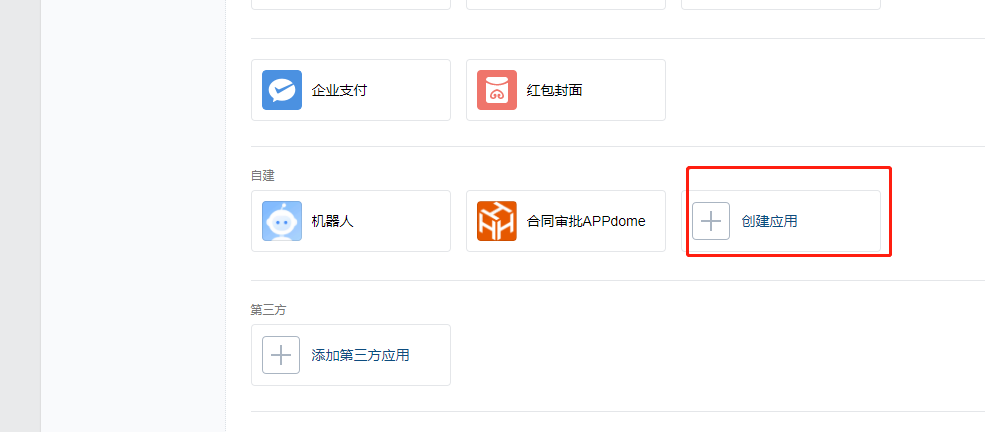 企业支付
红包封面
自建
机器人
合同审批APPdome
创建应用
第三方
添加第三方应用